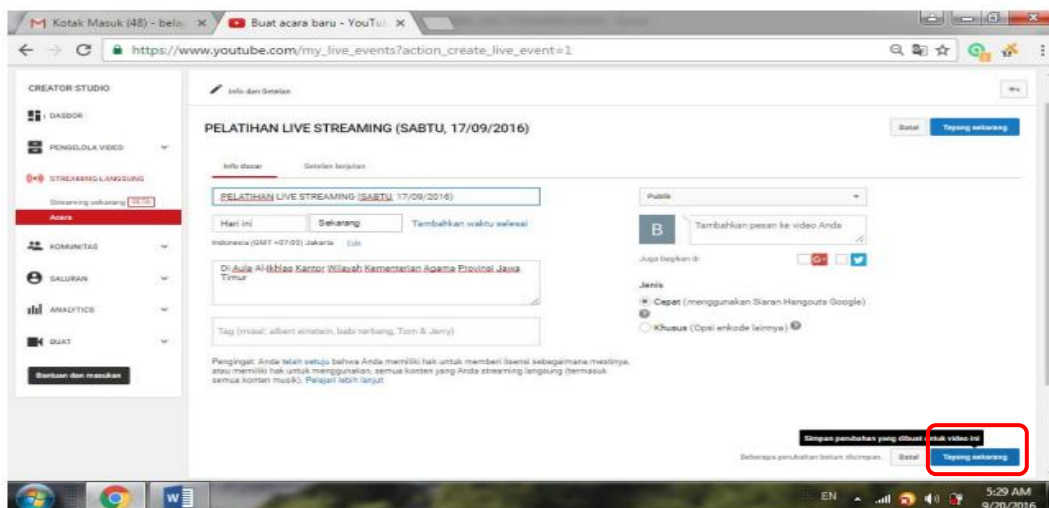 Kotak Masuk (48) - bela
Buat acara baru - YouTu
https://www.youtube.com/my_live_events?action_create_live_event=1
CREATOR STUDIO
Info dan Setelan
DASBOR
PELATIHAN LIVE STREAMING (SABTU, 17/09/2016)
Batal Tayang sekarang
PENGELOLA VIDEO
Info dasar Setelan lanjutan
STREAMING LANGSUNG
PELATIHAN LIVE STREAMING (SABTU, 17/09/2016)
Publik
Streaming sekarang
Acara
Hari ini Sekarang Tambahkan waktu selesai
B Tambahkan pesan ke video Anda
KOMUNITAS
Indonesia (GMT +07:00) Jakarta Edit
Juga bagikan di G+
Di Aula Al-Ikhlas Kantor Wilayah Kementerian Agama Provinsi Jawa
Timur
SALURAN
Jenis
Cepat (menggunakan Siaran Hangouts Google)
ANALYTICS
Khusus (Opsi enkode lainnya)
Tag (misal: albert einstein, babi terbang, Tom & Jerry)
BUAT
Pengingat: Anda telah setuju bahwa Anda memiliki hak untuk memberi lisensi sebagaimana mestinya,
atau memiliki hak untuk menggunakan, semua konten yang Anda streaming langsung (termasuk
semua konten musik). Pelajari lebih lanjut
Bantuan dan masukan
Simpan perubahan yang dibuat untuk video ini
Beberapa perubahan belum disimpan. Batal Tayang sekarang
W EN 5:29 AM
9/20/2016